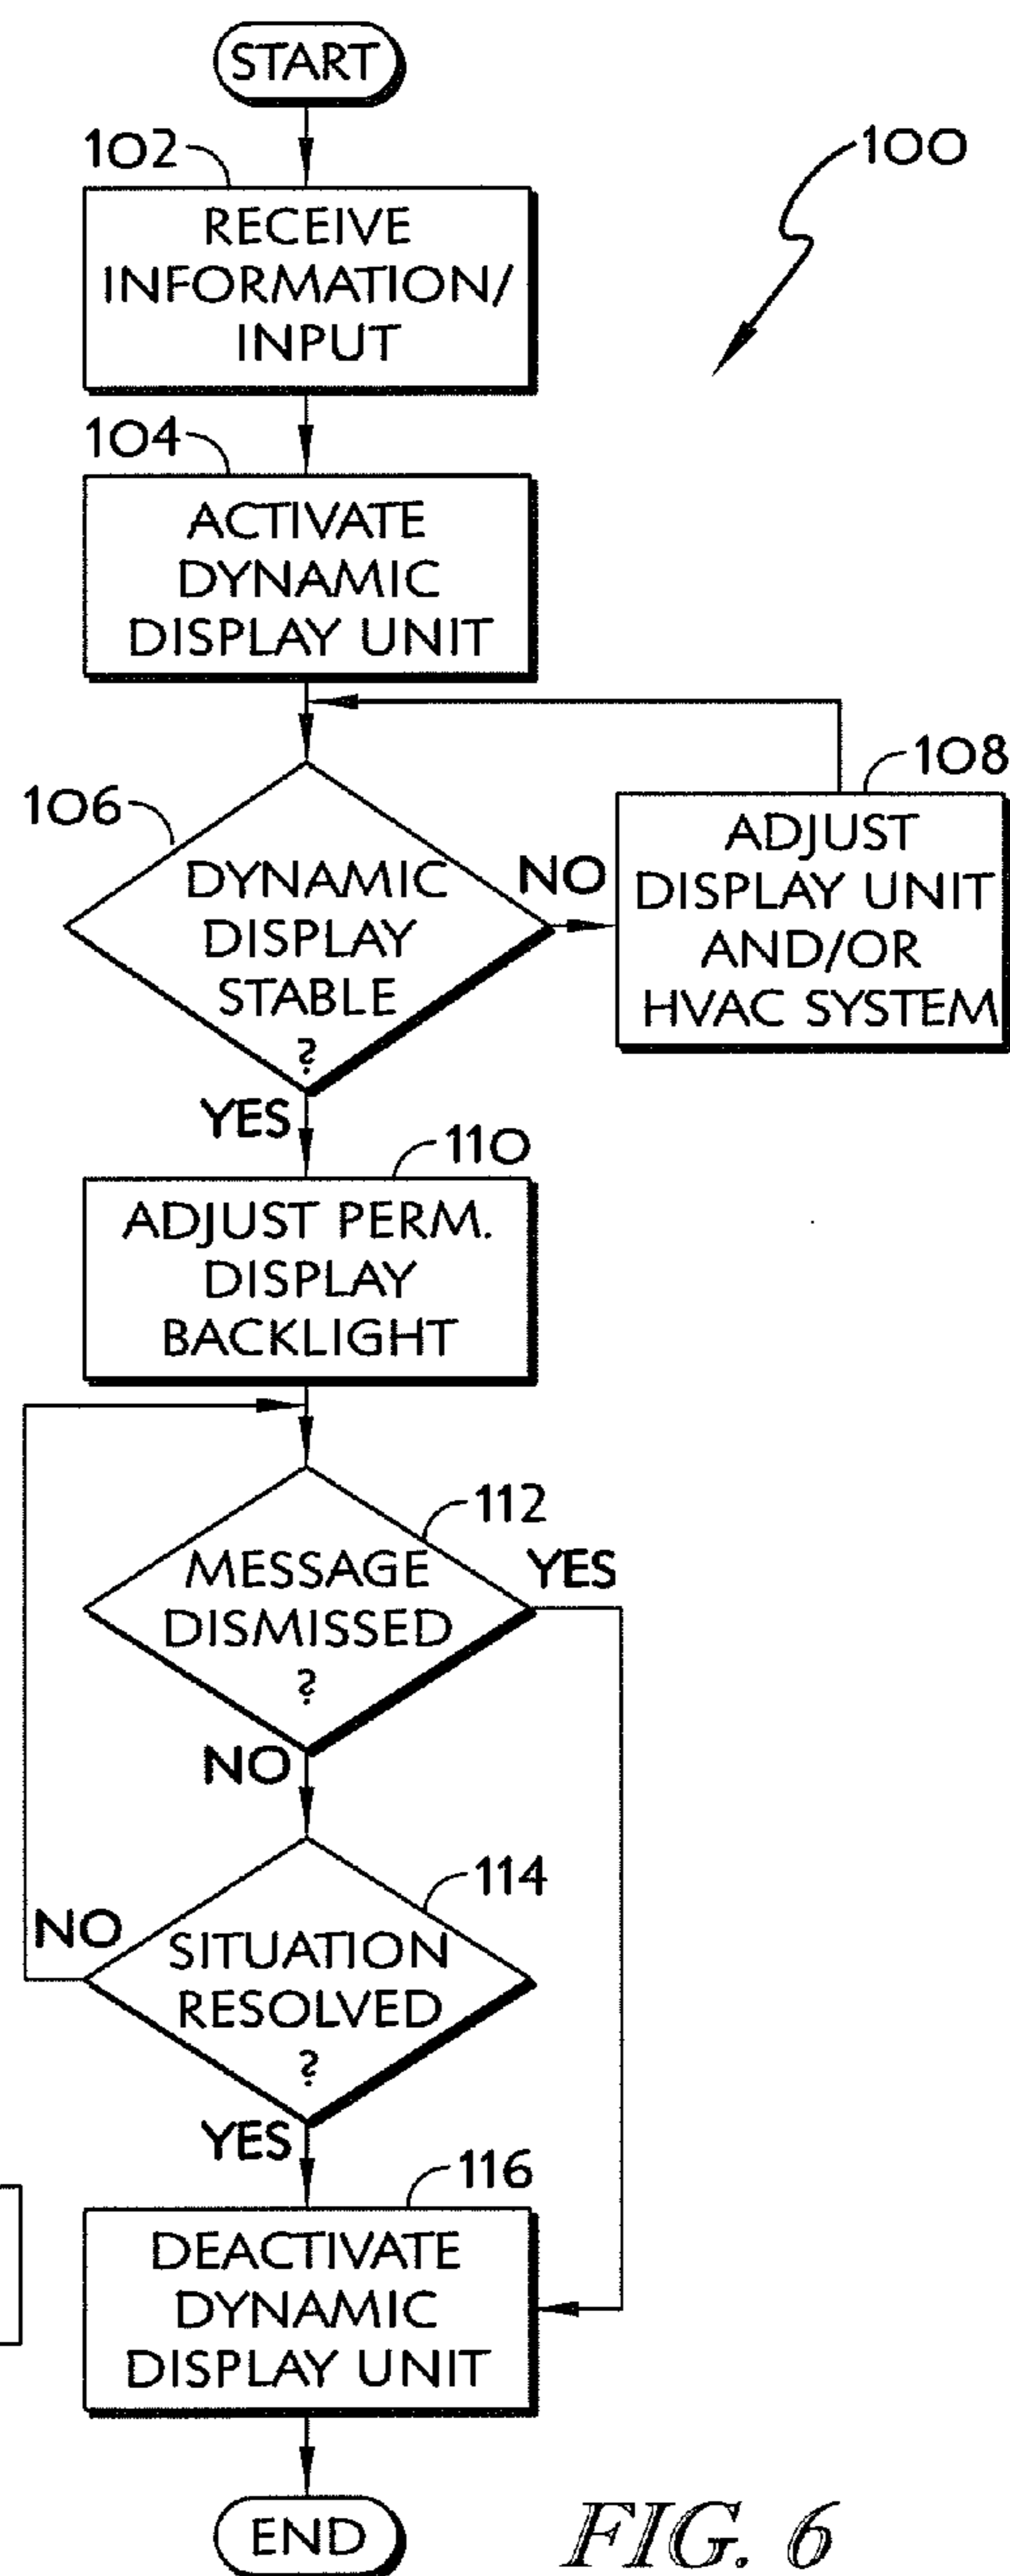 START
100
102
RECEIVE
INFORMATION/
INPUT
104
ACTIVATE
DYNAMIC
DISPLAY UNIT
106
DYNAMIC
DISPLAY
STABLE
?
NO
108
ADJUST
DISPLAY UNIT
AND/OR
HVAC SYSTEM
YES
110
ADJUST PERM.
DISPLAY
BACKLIGHT
112
MESSAGE
DISMISSED
?
YES
NO
114
SITUATION
RESOLVED
?
NO
YES
116
DEACTIVATE
DYNAMIC
DISPLAY UNIT
END
FIG. 6